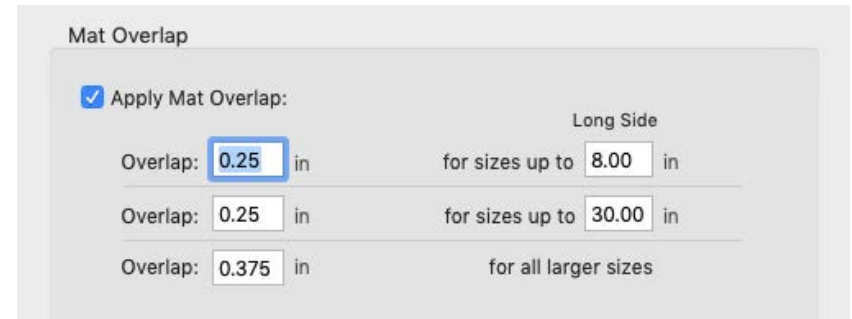 Mat Overlap
Apply Mat Overlap:
Long Side
Overlap: 0.25 in for sizes up to 8.00 in
Overlap: 0.25 in for sizes up to 30.00 in
Overlap: 0.375 in for all larger sizes